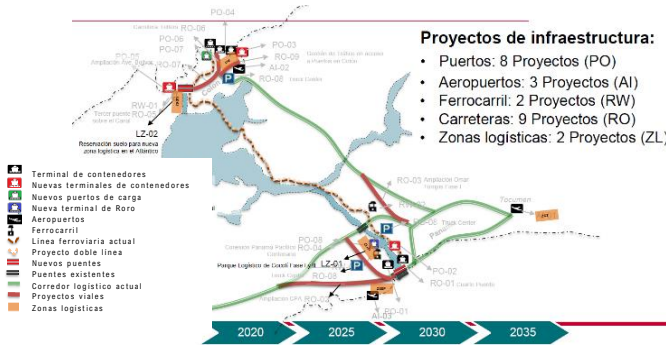 Proyectos de infraestructura:
• Puertos: 8 Proyectos (PO)
• Aeropuertos: 3 Proyectos (AI)
• Ferrocarril: 2 Proyectos (RW)
• Carreteras: 9 Proyectos (RO)
• Zonas logísticas: 2 Proyectos (ZL)
PO-04
RO-06
PO-06
PO-07
PO-03
RO-09
AI-02
RO-08
PO-05
RO-07
RW-01
LZ-02
Reservación suelo para nueva
zona logística en el Atlántico
Terminal de contenedores
Nuevas terminales de contenedores
Nuevos puertos de carga
Nueva terminal de Roro
Aeropuertos
Ferrocarril
Línea ferroviaria actual
Proyecto doble línea
Nuevos puentes
Puentes existentes
Corredor logístico actual
Proyectos viales
Zonas logísticas
RO-03
Tocumen
Truck Center
PO-08
RO-04
LZ-01
RO-08
PO-02
RO-01
PO-01
AI-03
2020
2025
2030
2035